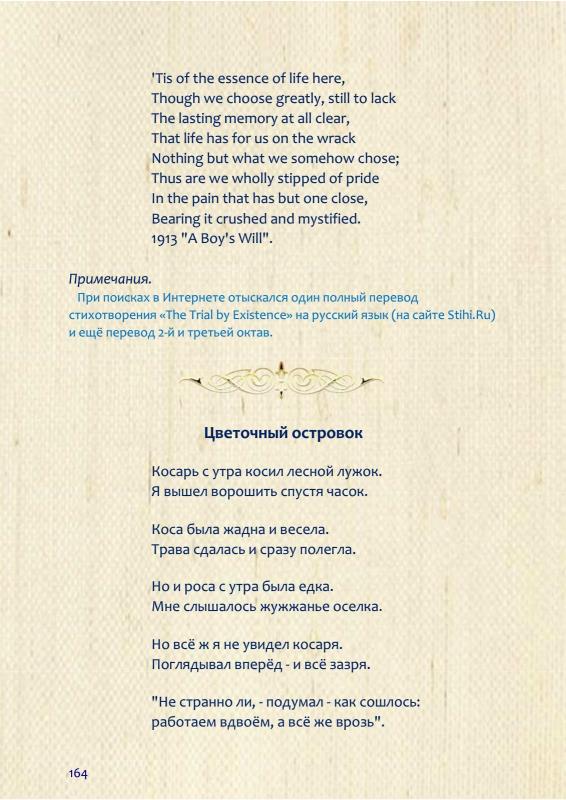 'Tis of the essence of life here,
Though we choose greatly, still to lack
The lasting memory at all clear,
That life has for us on the wrack
Nothing but what we somehow chose;
Thus are we wholly stipped of pride
In the pain that has but one close,
Bearing it crushed and mystified.
1913 "A Boy's Will".
Примечания.
При поисках в Интернете отыскался один полный перевод
стихотворения «The Trial by Existence» на русский язык (на сайте Stihi.Ru)
и ещё перевод 2-й и третьей октав.
Цветочный островок
Косарь с утра косил лесной лужок.
Я вышел ворошить спустя часок.
Коса была жадна и весела.
Трава сдалась и сразу полегла.
Но и роса с утра была едка.
Мне слышалось жужжанье оселка.
Но всё ж я не увидел косаря.
Поглядывал вперёд - и всё зазря.
"Не странно ли, - подумал - как сошлось:
работаем вдвоём, а всё же врозь".
164